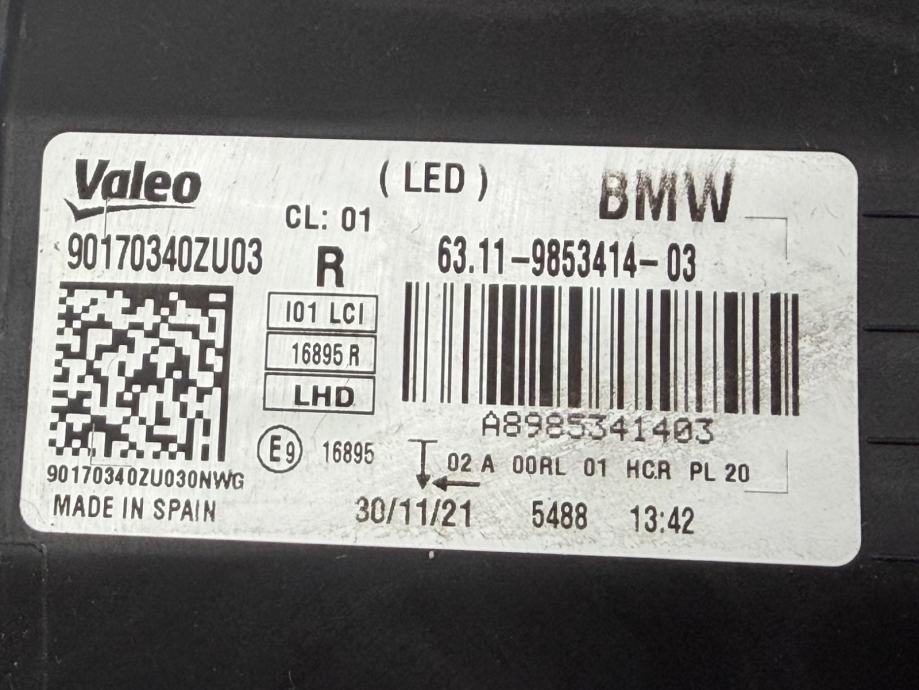 Valeo
( LED )
BMW
CL: 01
90170340ZU03
R
63.11-9853414-03
I01 LCI
16895 R
LHD
A8985341403
E9 16895
02 A 00RL 01 HCR PL 20
90170340ZU030NWG
MADE IN SPAIN
30/11/21 5488 13:42